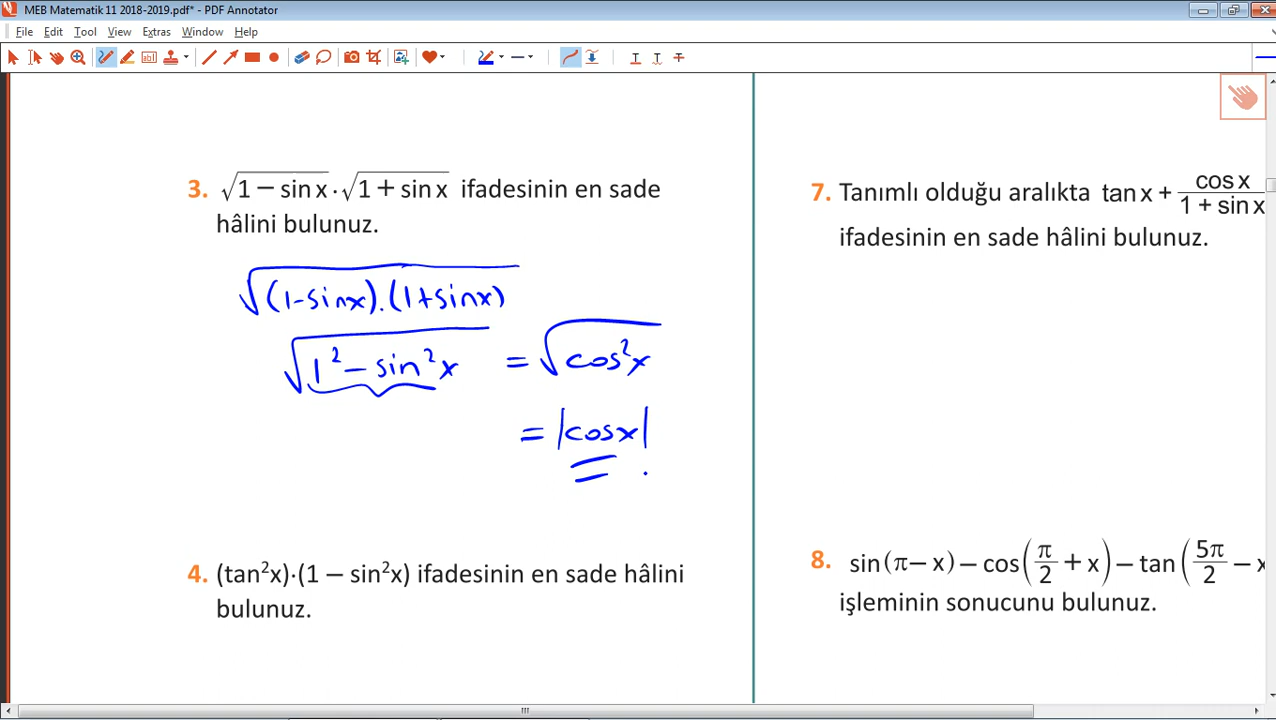 MEB Matematik 11 2018-2019.pdf* - PDF Annotator
File Edit Tool View Extras Window Help
3. √(1 − sin x) · √(1 + sin x) ifadesinin en sade
hâlini bulunuz.
√((1-sinx).(1+sinx))
√(1² − sin²x) = √(cos²x)
= |cosx|
4. (tan²x)·(1 − sin²x) ifadesinin en sade hâlini
bulunuz.
7. Tanımlı olduğu aralıkta tan x + cos x / (1 + sin x)
ifadesinin en sade hâlini bulunuz.
8. sin(π− x) − cos(π/2 + x) − tan(5π/2 − x
işleminin sonucunu bulunuz.